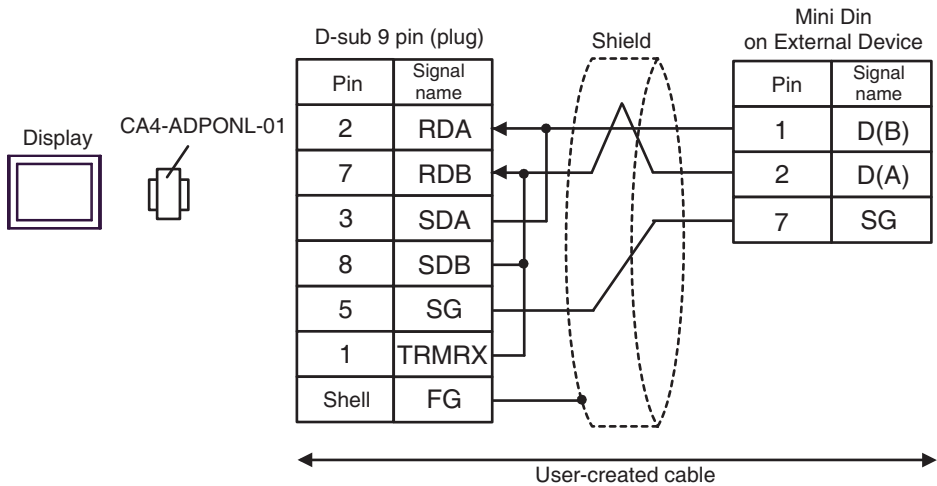 D-sub 9 pin (plug)
Shield
Mini Din
on External Device
Display
CA4-ADPONL-01
Pin
Signal
name
2
RDA
7
RDB
3
SDA
8
SDB
5
SG
1
TRMRX
Shell
FG
Pin
Signal
name
1
D(B)
2
D(A)
7
SG
User-created cable